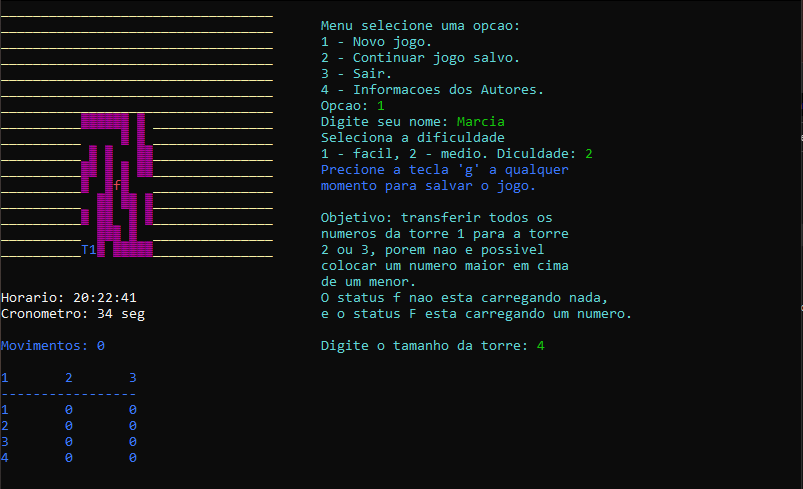 Menu selecione uma opcao:
1 - Novo jogo.
2 - Continuar jogo salvo.
3 - Sair.
4 - Informacoes dos Autores.
Opcao: 1
Digite seu nome: Marcia
Seleciona a dificuldade
1 - facil, 2 - medio. Diculdade: 2
Precione a tecla 'g' a qualquer
momento para salvar o jogo.
Objetivo: transferir todos os
numeros da torre 1 para a torre
2 ou 3, porem nao e possivel
colocar um numero maior em cima
de um menor.
O status f nao esta carregando nada,
e o status F esta carregando um numero.
Digite o tamanho da torre: 4
f
T1
Horario: 20:22:41
Cronometro: 34 seg
Movimentos: 0
1 2 3
-----------------
1 0 0
2 0 0
3 0 0
4 0 0